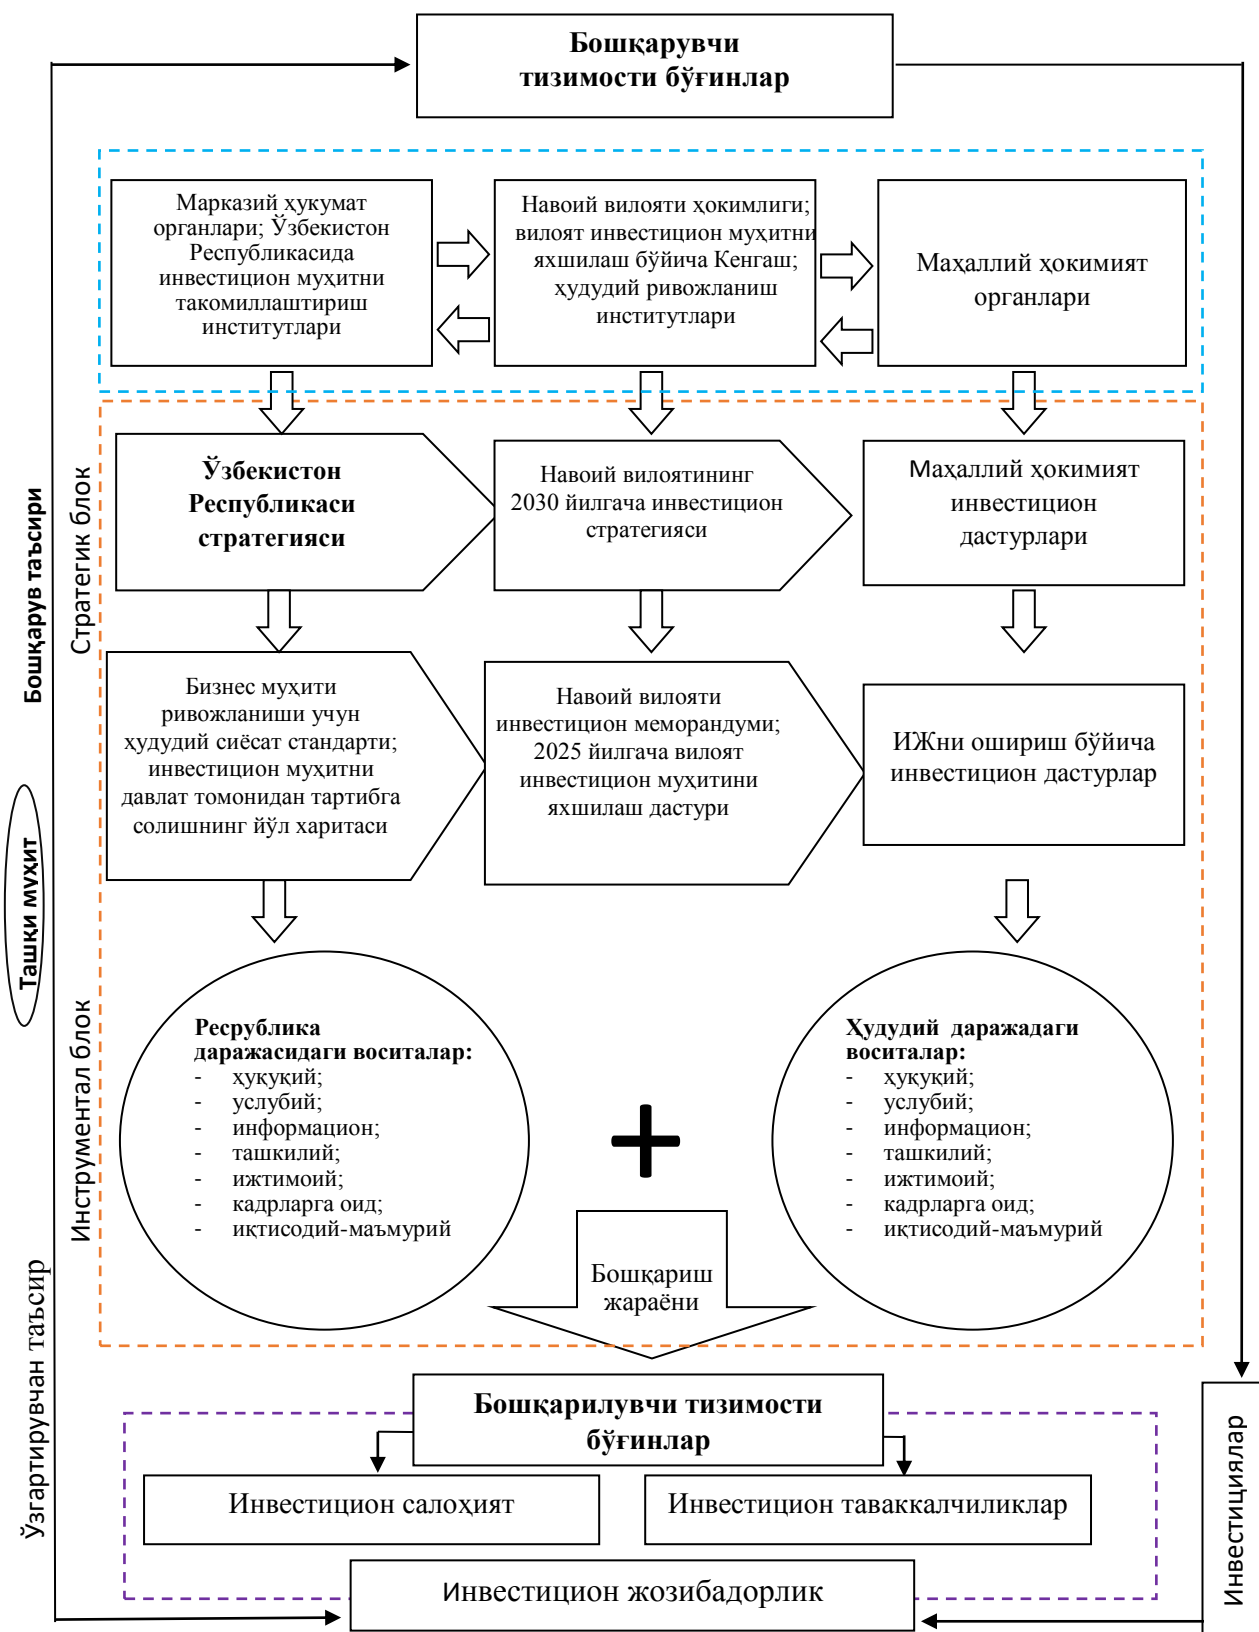 Бошқарувчи
тизимости бўғинлар
Марказий ҳукумат
органлари; Ўзбекистон
Республикасида
инвестицион муҳитни
такомиллаштириш
институтлари
Навоий вилояти ҳокимлиги;
вилоят инвестицион муҳитни
яхшилаш бўйича Кенгаш;
ҳудудий ривожланиш
институтлари
Маҳаллий ҳокимият
органлари
Бошқарув таъсири
Стратегик блок
Ўзбекистон
Республикаси
стратегияси
Навоий вилоятининг
2030 йилгача инвестицион
стратегияси
Маҳаллий ҳокимият
инвестицион
дастурлари
Бизнес муҳити
ривожланиши учун
ҳудудий сиёсат стандарти;
инвестицион муҳитни
давлат томонидан тартибга
солишнинг йўл харитаси
Навоий вилояти
инвестицион меморандуми;
2025 йилгача вилоят
инвестицион муҳитини
яхшилаш дастури
ИЖни ошириш бўйича
инвестицион дастурлар
Ташқи муҳит
Инструментал блок
Ресрублика
даражасидаги воситалар:
- ҳуқуқий;
- услубий;
- информацион;
- ташкилий;
- ижтимоий;
- кадрларга оид;
- иқтисодий-маъмурий
+
Ҳудудий даражадаги
воситалар:
- ҳуқуқий;
- услубий;
- информацион;
- ташкилий;
- ижтимоий;
- кадрларга оид;
- иқтисодий-маъмурий
Бошқариш
жараёни
Ўзгартирувчан таъсир
Бошқарилувчи тизимости
бўғинлар
Инвестицион салоҳият
Инвестицион таваккалчиликлар
Инвестицион жозибадорлик
Инвестициялар